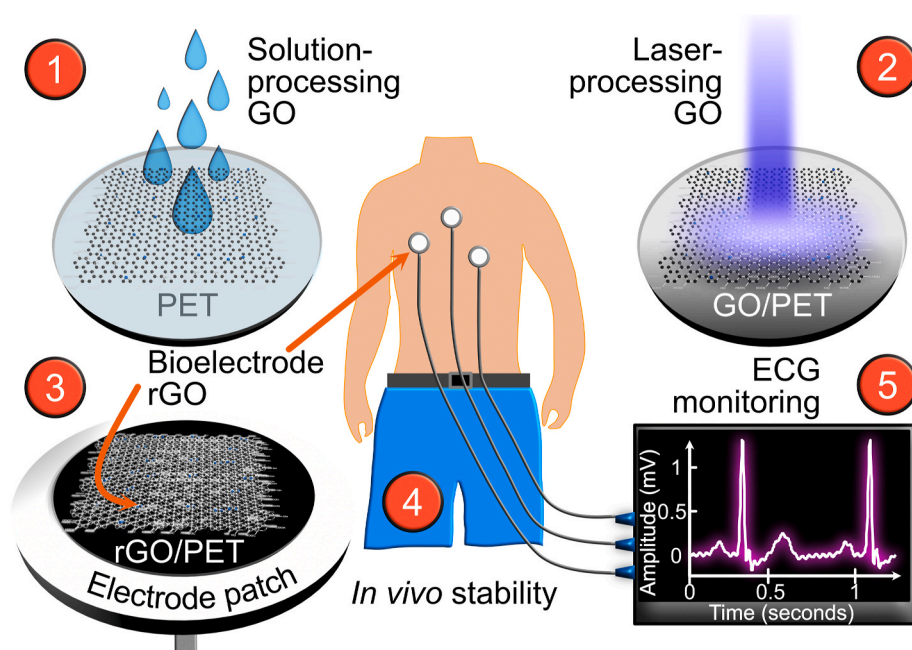 1
Solution-
processing
GO
PET
Laser-
processing
GO
2
GO/PET
3
Bioelectrode
rGO
rGO/PET
Electrode patch
4
In vivo stability
ECG
monitoring
5
Amplitude (mV)
1
0.5
0
0
0.5
1
Time (seconds)